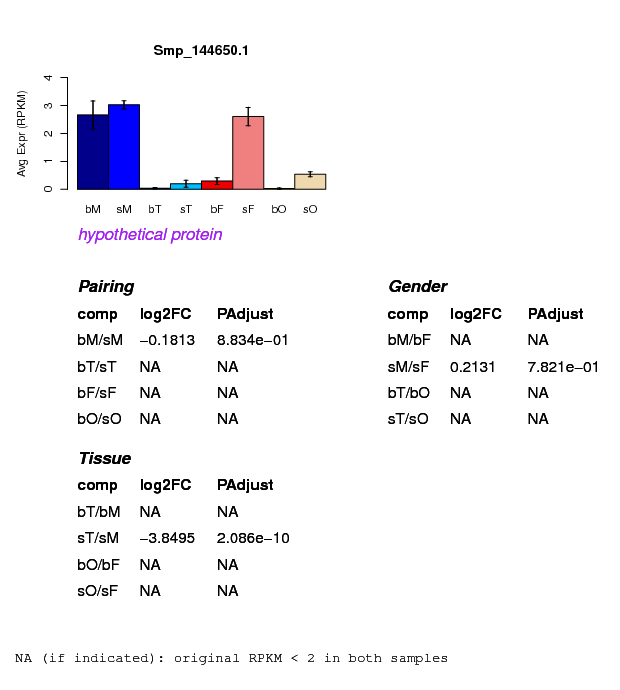 Smp_144650.1
Avg Expr (RPKM)
4
3
2
1
0
bM sM bT sT bF sF bO sO
hypothetical protein
Pairing
comp log2FC PAdjust
bM/sM −0.1813 8.834e−01
bT/sT NA NA
bF/sF NA NA
bO/sO NA NA
Gender
comp log2FC PAdjust
bM/bF NA NA
sM/sF 0.2131 7.821e−01
bT/bO NA NA
sT/sO NA NA
Tissue
comp log2FC PAdjust
bT/bM NA NA
sT/sM −3.8495 2.086e−10
bO/bF NA NA
sO/sF NA NA
NA (if indicated): original RPKM < 2 in both samples